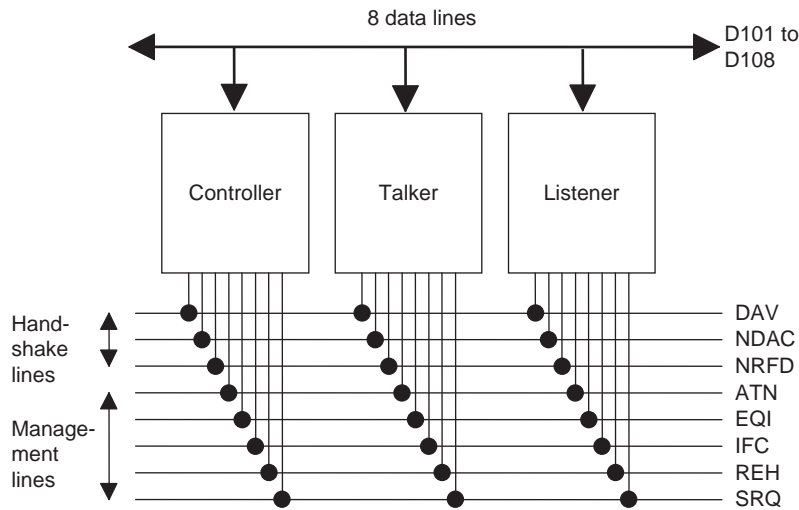 8 data lines
D101 to
D108
Controller
Talker
Listener
Hand-
shake
lines
DAV
NDAC
NRFD
Manage-
ment
lines
ATN
EQI
IFC
REH
SRQ